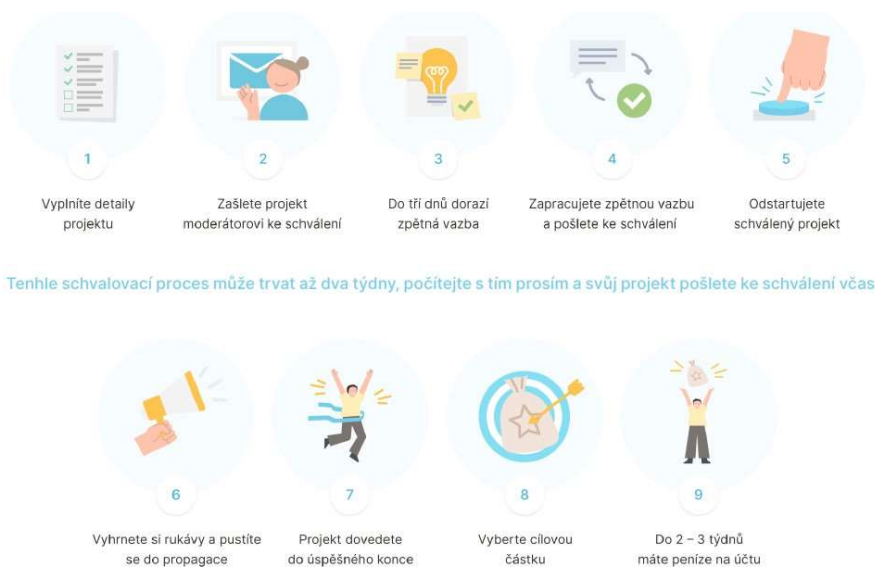 1
Vyplníte detaily
projektu
2
Zašlete projekt
moderátorovi ke schválení
3
Do tří dnů dorazí
zpětná vazba
4
Zapracujete zpětnou vazbu
a pošlete ke schválení
5
Odstartujete
schválený projekt
Tenhle schvalovací proces může trvat až dva týdny, počítejte s tím prosím a svůj projekt pošlete ke schválení včas
6
Vyhrnete si rukávy a pustíte
se do propagace
7
Projekt dovedete
do úspěšného konce
8
Vyberte cílovou
částku
9
Do 2 – 3 týdnů
máte peníze na účtu